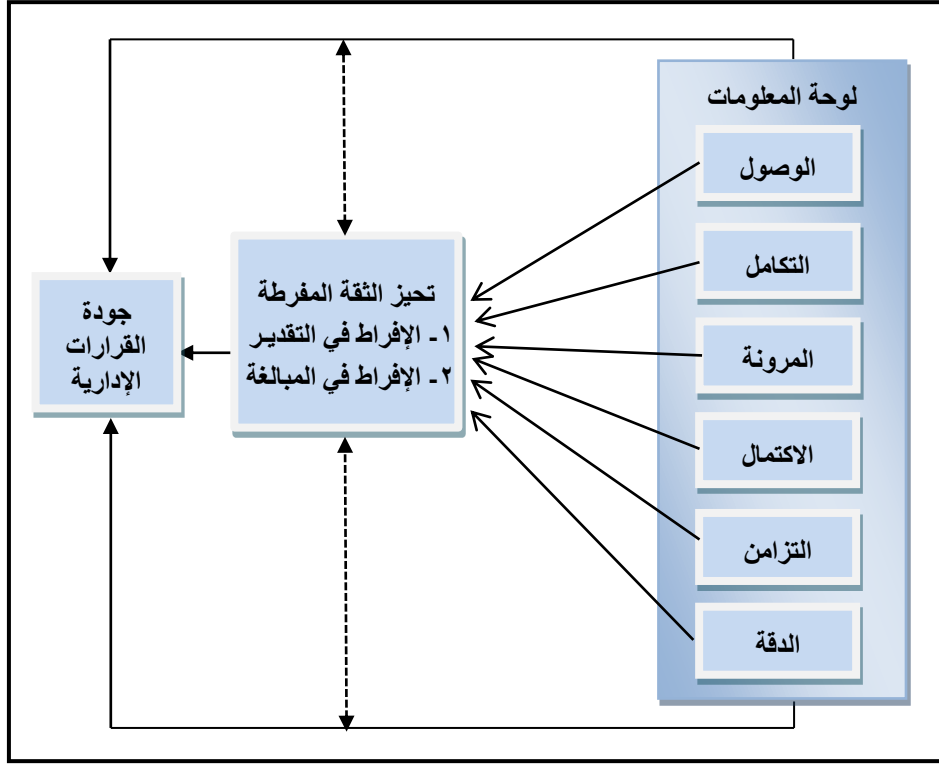 لوحة المعلومات
الوصول
التكامل
المرونة
الاكتمال
التزامن
الدقة
تحيز الثقة المفرطة
١- الإفراط في التقدير
٢- الإفراط في المبالغة
جودة
القرارات
الإدارية